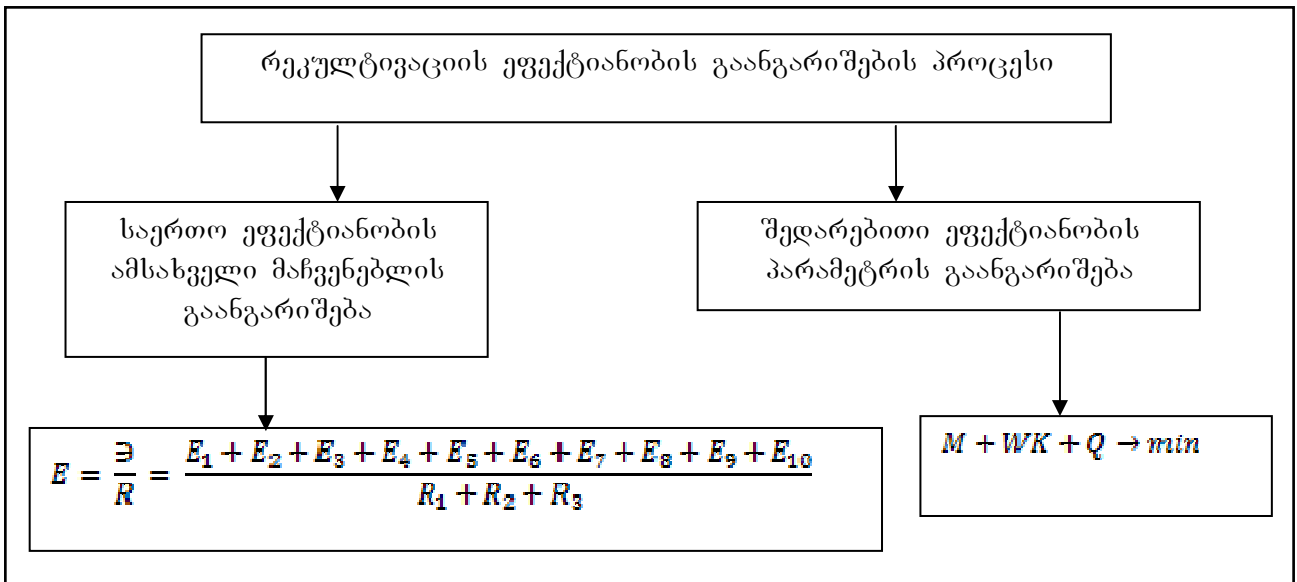 რეკულტივაციის ეფექტიანობის გაანგარიშების პროცესი
საერთო ეფექტიანობის
ამსახველი მაჩვენებლის
გაანგარიშება
შედარებითი ეფექტიანობის
პარამეტრის გაანგარიშება
E = Э/R = (E₁ + E₂ + E₃ + E₄ + E₅ + E₆ + E₇ + E₈ + E₉ + E₁₀)/(R₁ + R₂ + R₃)
M + WK + Q → min